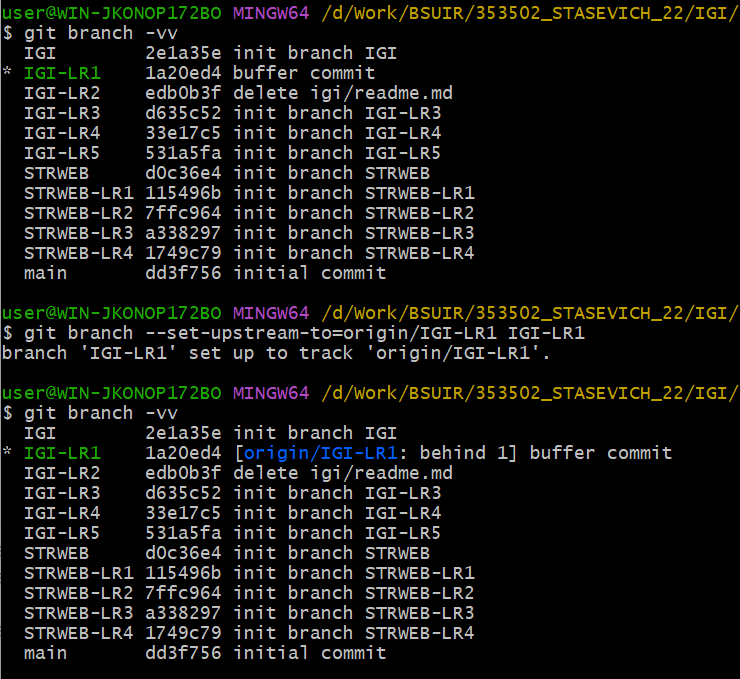 user@WIN-JKONOP172BO MINGW64 /d/Work/BSUIR/353502_STASEVICH_22/IGI/
$ git branch -vv
  IGI        2e1a35e init branch IGI
* IGI-LR1    1a20ed4 buffer commit
  IGI-LR2    edb0b3f delete igi/readme.md
  IGI-LR3    d635c52 init branch IGI-LR3
  IGI-LR4    33e17c5 init branch IGI-LR4
  IGI-LR5    531a5fa init branch IGI-LR5
  STRWEB     d0c36e4 init branch STRWEB
  STRWEB-LR1 115496b init branch STRWEB-LR1
  STRWEB-LR2 7ffc964 init branch STRWEB-LR2
  STRWEB-LR3 a338297 init branch STRWEB-LR3
  STRWEB-LR4 1749c79 init branch STRWEB-LR4
  main       dd3f756 initial commit
user@WIN-JKONOP172BO MINGW64 /d/Work/BSUIR/353502_STASEVICH_22/IGI/
$ git branch --set-upstream-to=origin/IGI-LR1 IGI-LR1
branch 'IGI-LR1' set up to track 'origin/IGI-LR1'.
user@WIN-JKONOP172BO MINGW64 /d/Work/BSUIR/353502_STASEVICH_22/IGI/
$ git branch -vv
  IGI        2e1a35e init branch IGI
* IGI-LR1    1a20ed4 [origin/IGI-LR1: behind 1] buffer commit
  IGI-LR2    edb0b3f delete igi/readme.md
  IGI-LR3    d635c52 init branch IGI-LR3
  IGI-LR4    33e17c5 init branch IGI-LR4
  IGI-LR5    531a5fa init branch IGI-LR5
  STRWEB     d0c36e4 init branch STRWEB
  STRWEB-LR1 115496b init branch STRWEB-LR1
  STRWEB-LR2 7ffc964 init branch STRWEB-LR2
  STRWEB-LR3 a338297 init branch STRWEB-LR3
  STRWEB-LR4 1749c79 init branch STRWEB-LR4
  main       dd3f756 initial commit